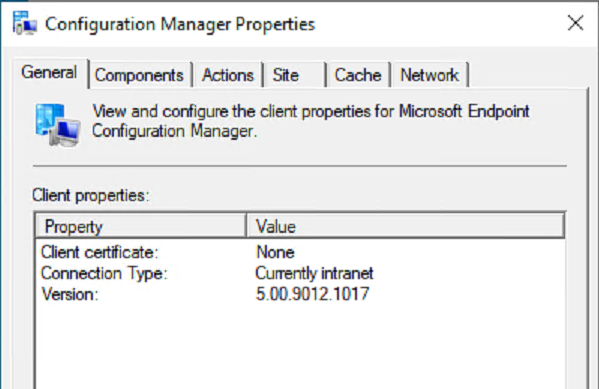 Configuration Manager Properties
General Components Actions Site Cache Network
View and configure the client properties for Microsoft Endpoint
Configuration Manager.
Client properties:
Property Value
Client certificate: None
Connection Type: Currently intranet
Version: 5.00.9012.1017